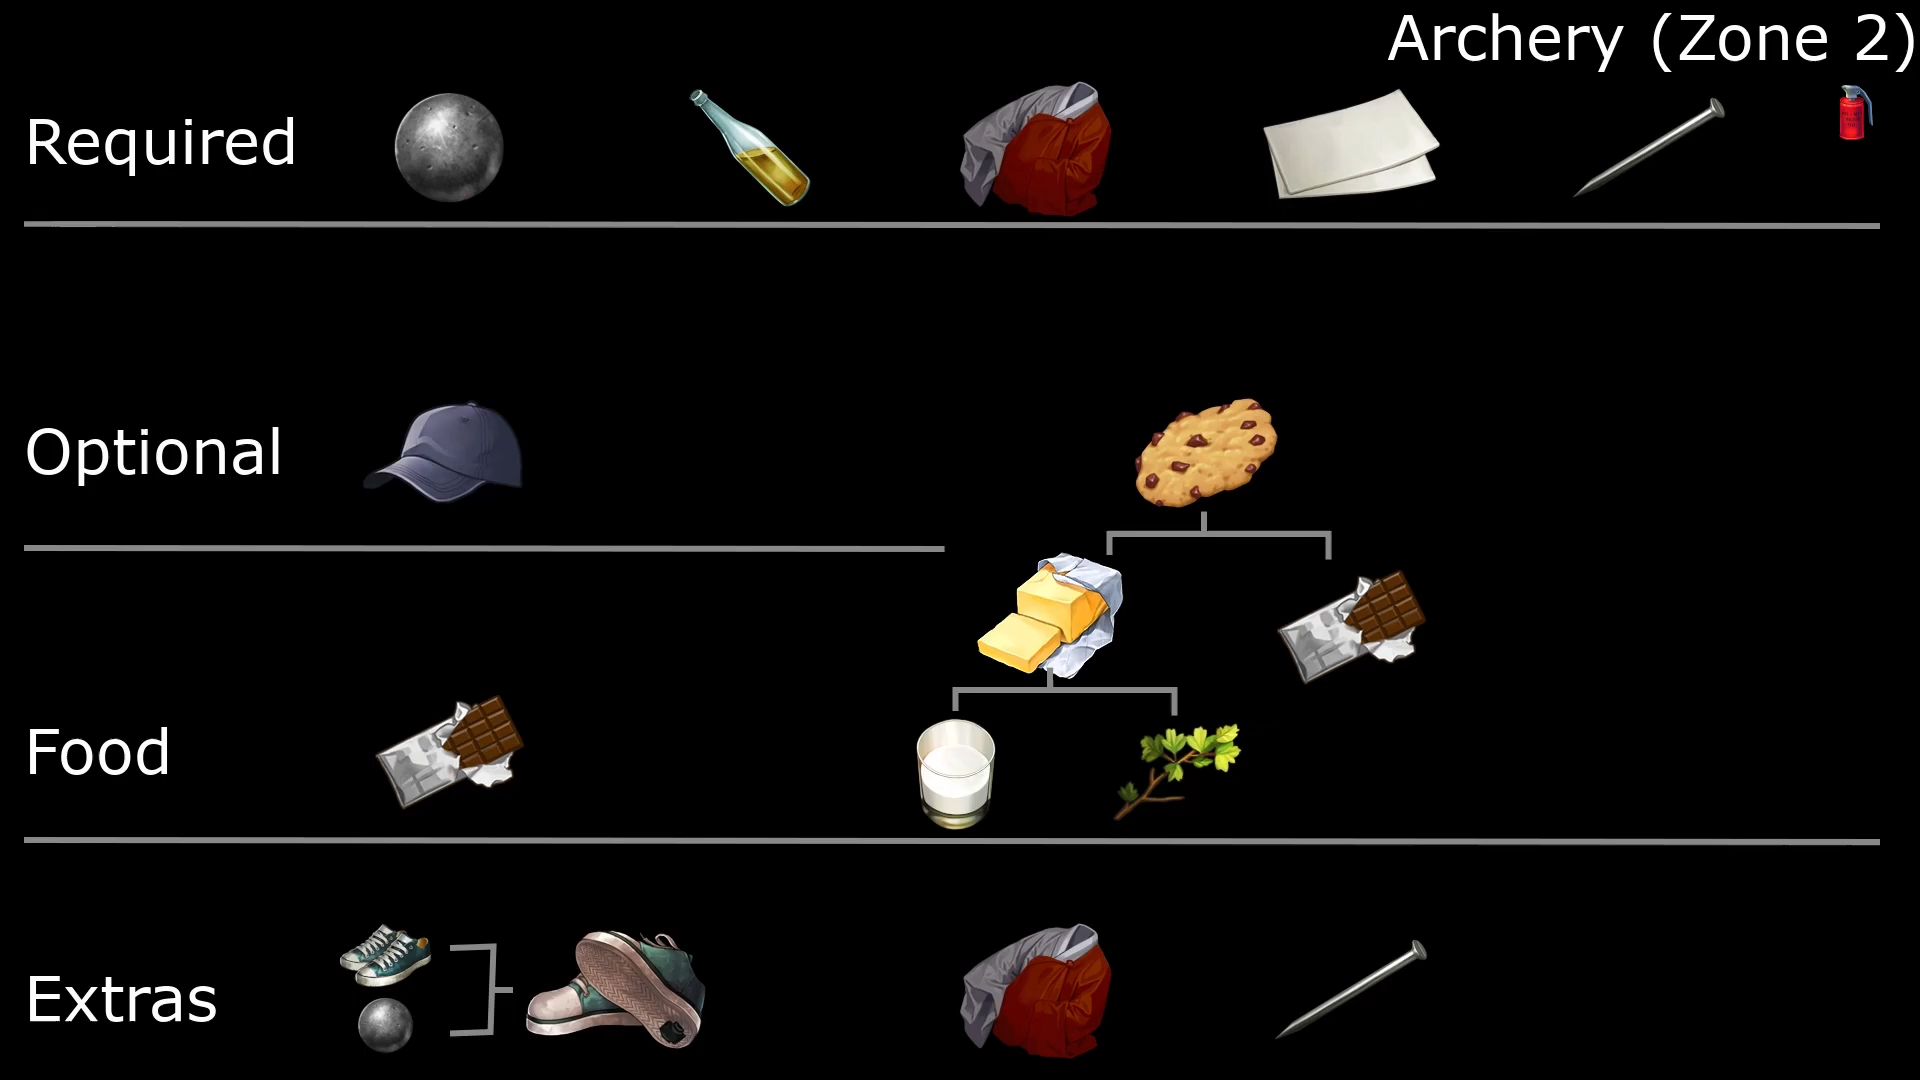 Archery (Zone 2)
Required
Optional
Food
Extras